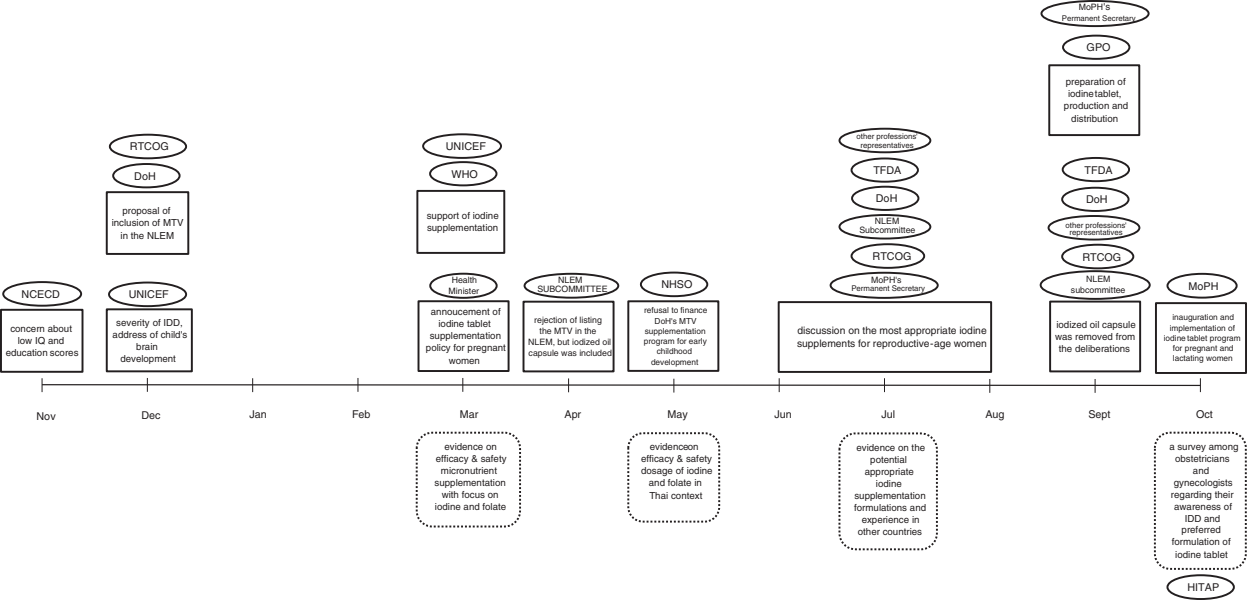 NCECD
concern about
low IQ and
education scores
RTCOG
DoH
proposal of
inclusion of MTV
in the NLEM
UNICEF
severity of IDD,
address of child's
brain
development
UNICEF
WHO
support of iodine
supplementation
Health
Minister
annoucement of
iodine tablet
supplementation
policy for pregnant
women
NLEM
SUBCOMMITTEE
rejection of listing
the MTV in the
NLEM, but iodized oil
capsule was included
NHSO
refusal to finance
DoH's MTV
supplementation
program for early
childhood
development
other professions'
representatives
TFDA
DoH
NLEM
Subcommittee
RTCOG
MoPH's
Permanent Secretary
discussion on the most appropriate iodine
supplements for reproductive-age women
MoPH's
Permanent Secretary
GPO
preparation of
iodinetablet,
production and
distribution
TFDA
DoH
other professions'
representatives
RTCOG
NLEM
subcommittee
iodized oil capsule
was removed from
the deliberations
MoPH
inauguration and
implementation of
iodinetablet program
for pregnant and
lactating women
Nov Dec Jan Feb Mar Apr May Jun Jul Aug Sept Oct
evidence on
efficacy & safety
micronutrient
supplementation
with focus on
iodine and folate
evidenceon
efficacy & safety
dosage of iodine
and folate in
Thai context
evidence on the
potential
appropriate
iodine
supplementation
formulations and
experience in
other countries
a survey among
obstetricians
and
gynecologists
regarding their
awareness of
IDD and
preferred
formulation of
iodine tablet
HITAP